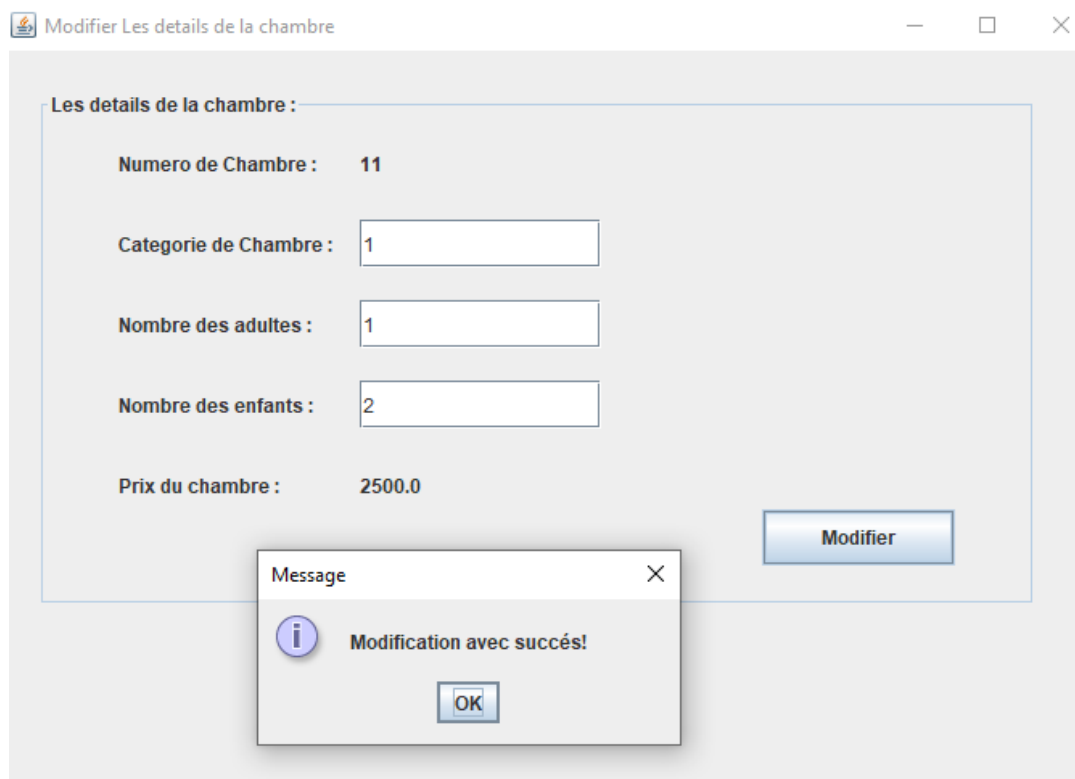 Modifier Les details de la chambre
Les details de la chambre :
Numero de Chambre : 11
Categorie de Chambre : 1
Nombre des adultes : 1
Nombre des enfants : 2
Prix du chambre : 2500.0
Modifier
Message
i
Modification avec succés!
OK